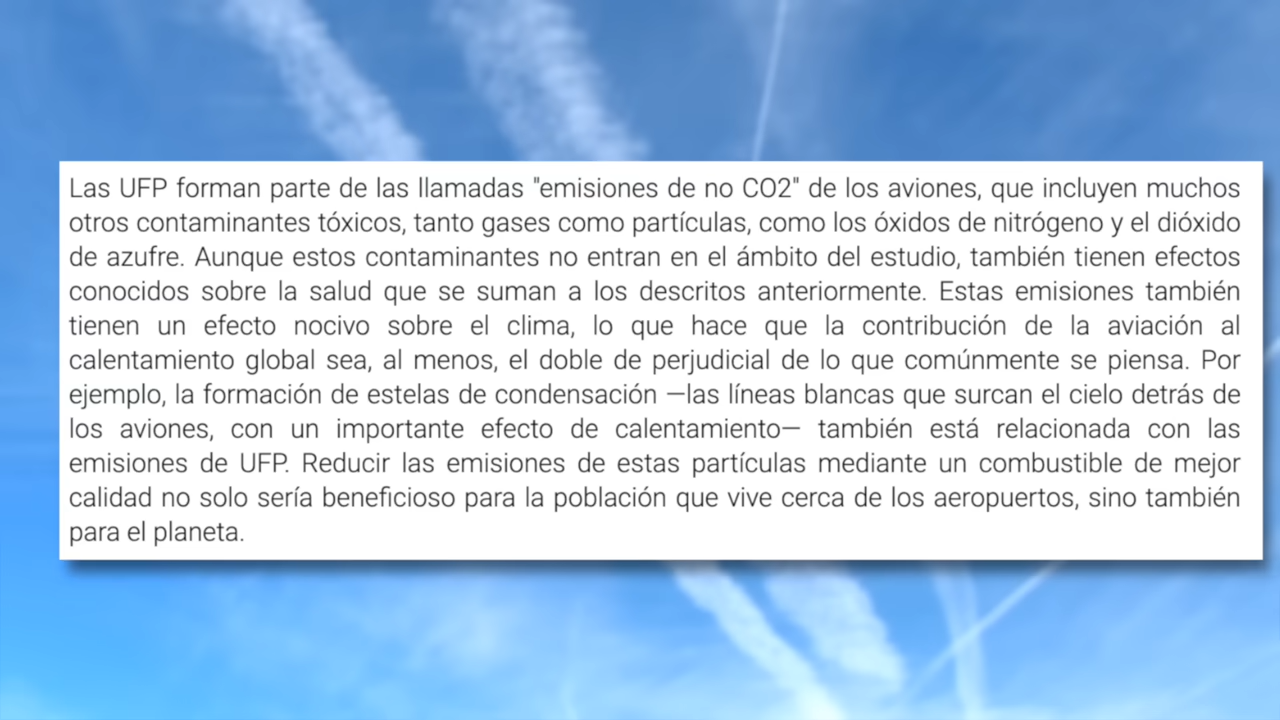 Las UFP forman parte de las llamadas "emisiones de no CO2" de los aviones, que incluyen muchos
otros contaminantes tóxicos, tanto gases como partículas, como los óxidos de nitrógeno y el dióxido
de azufre. Aunque estos contaminantes no entran en el ámbito del estudio, también tienen efectos
conocidos sobre la salud que se suman a los descritos anteriormente. Estas emisiones también
tienen un efecto nocivo sobre el clima, lo que hace que la contribución de la aviación al
calentamiento global sea, al menos, el doble de perjudicial de lo que comúnmente se piensa. Por
ejemplo, la formación de estelas de condensación —las líneas blancas que surcan el cielo detrás de
los aviones, con un importante efecto de calentamiento— también está relacionada con las
emisiones de UFP. Reducir las emisiones de estas partículas mediante un combustible de mejor
calidad no solo sería beneficioso para la población que vive cerca de los aeropuertos, sino también
para el planeta.